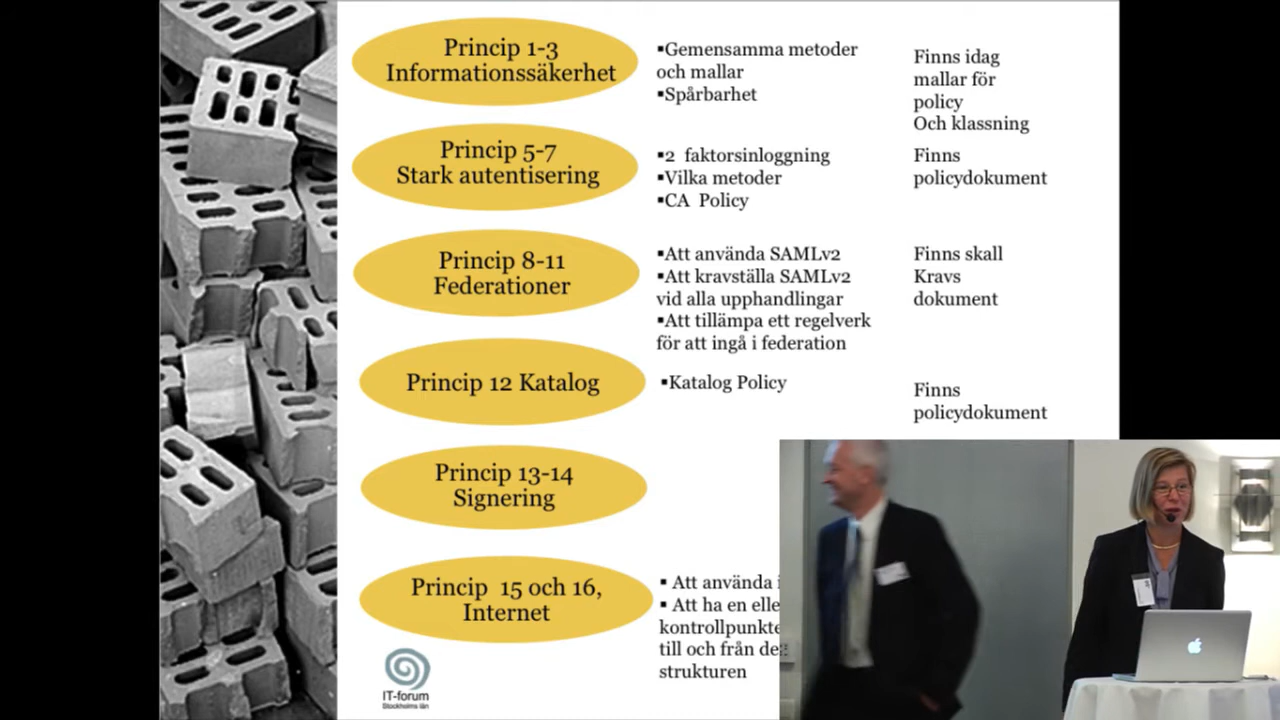 Princip 1-3
Informationssäkerhet
▪Gemensamma metoder
och mallar
▪Spårbarhet
Finns idag
mallar för
policy
Och klassning
Princip 5-7
Stark autentisering
▪2 faktorsinloggning
▪Vilka metoder
▪CA Policy
Finns
policydokument
Princip 8-11
Federationer
▪Att använda SAMLv2
▪Att kravställa SAMLv2
vid alla upphandlingar
▪Att tillämpa ett regelverk
för att ingå i federation
Finns skall
Kravs
dokument
Princip 12 Katalog
▪Katalog Policy
Finns
policydokument
Princip 13-14
Signering
Princip 15 och 16,
Internet
▪ Att använda
▪ Att ha en
till och från
strukturen
IT-forum
Stockholms län